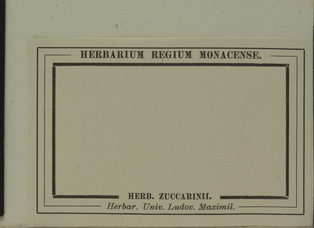 HERBARIUM REGIUM MONACENSE.
HERB. ZUCCARINII.
Herbar. Univ. Ludov. Maximil.